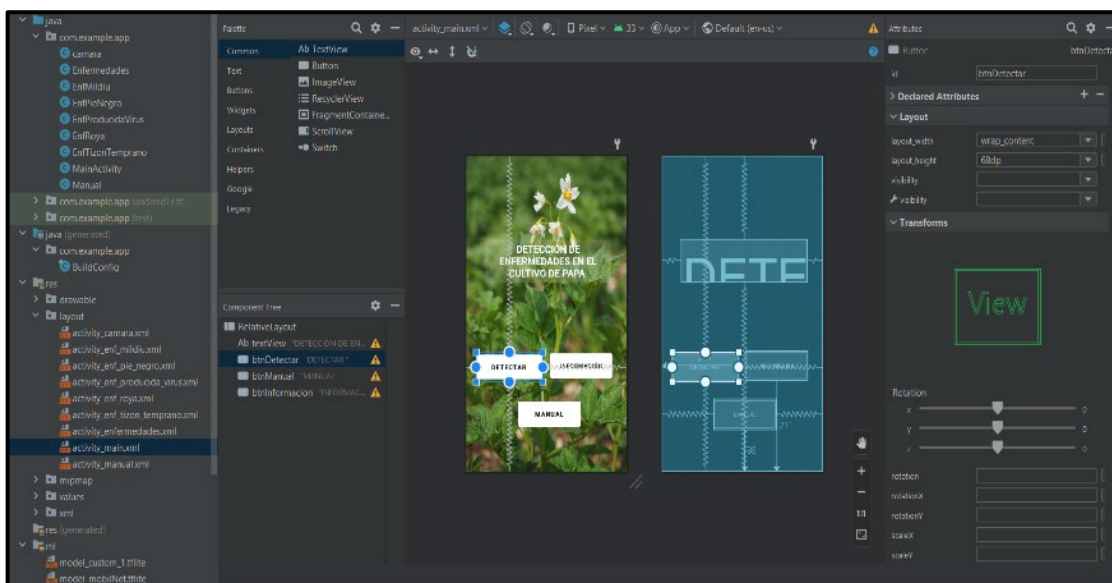 java
com.example.app
camara
Enfermedades
EnfMildiu
EnfPieNegro
EnfProducidaVirus
EnfRoya
EnfTizonTemprano
MainActivity
Manual
com.example.app (androidTest)
com.example.app (test)
java (generated)
com.example.app
BuildConfig
res
drawable
layout
activity_camara.xml
activity_enf_mildiu.xml
activity_enf_pie_negro.xml
activity_enf_producida_virus.xml
activity_enf_roya.xml
activity_enf_tizon_temprano.xml
activity_enfermedades.xml
activity_main.xml
activity_manual.xml
mipmap
values
xml
res (generated)
ml
model_custom_1.tflite
model_mobilNet.tflite
Palette
Common
Text
Buttons
Widgets
Layouts
Containers
Helpers
Google
Legacy
Ab TextView
Button
ImageView
RecyclerView
FragmentContaine...
ScrollView
Switch
Component Tree
RelativeLayout
Ab textView "DETECCIÓN DE EN...
btnDetectar "DETECTAR"
btnManual "MANUAL"
btnInformacion "INFORMAC...
activity_main.xml
Pixel
33
App
Default (en-us)
DETECCIÓN DE
ENFERMEDADES EN EL
CULTIVO DE PAPA
DETECTAR
INFORMACIÓN
MANUAL
DETE
1:1
Attributes
Button
btnDetecta
id
btnDetectar
Declared Attributes
Layout
layout_width
wrap_content
layout_height
68dp
visibility
visibility
Transforms
View
Rotation
x 0
y 0
z 0
rotation
rotationX
rotationY
scaleX
scaleY